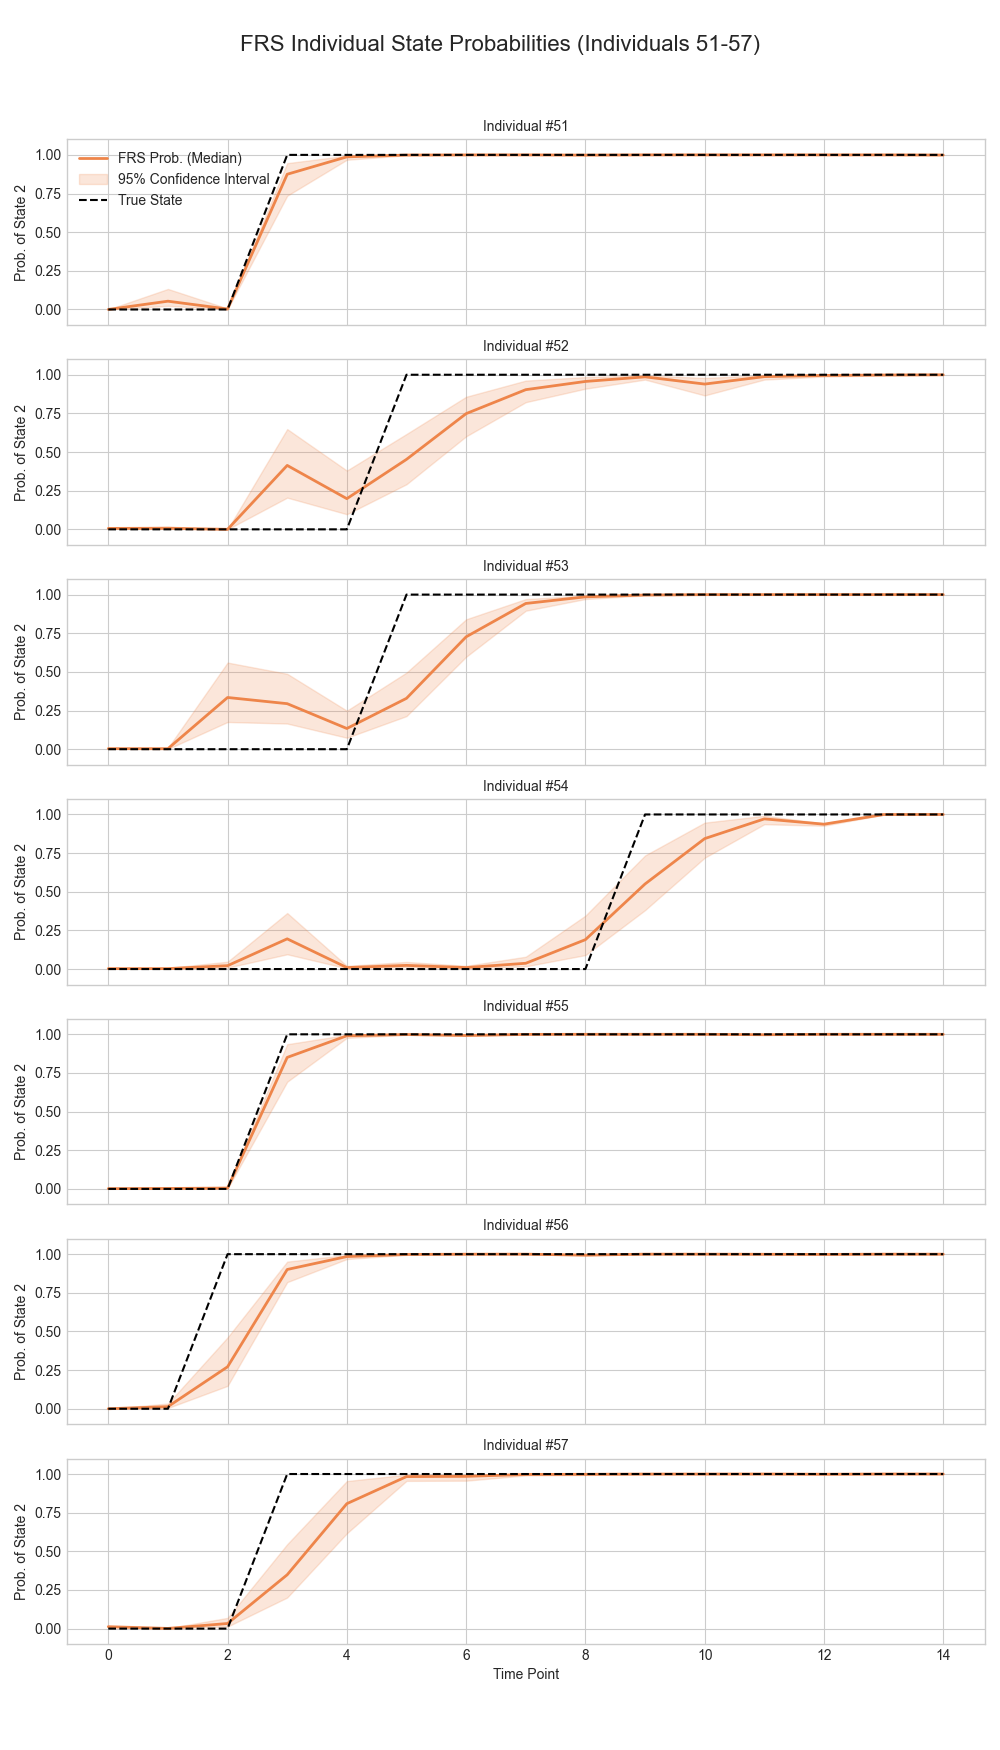 FRS Individual State Probabilities (Individuals 51-57)
Individual #51
FRS Prob. (Median)
95% Confidence Interval
True State
Prob. of State 2
1.00
0.75
0.50
0.25
0.00
Individual #52
Prob. of State 2
1.00
0.75
0.50
0.25
0.00
Individual #53
Prob. of State 2
1.00
0.75
0.50
0.25
0.00
Individual #54
Prob. of State 2
1.00
0.75
0.50
0.25
0.00
Individual #55
Prob. of State 2
1.00
0.75
0.50
0.25
0.00
Individual #56
Prob. of State 2
1.00
0.75
0.50
0.25
0.00
Individual #57
Prob. of State 2
1.00
0.75
0.50
0.25
0.00
0 2 4 6 8 10 12 14
Time Point